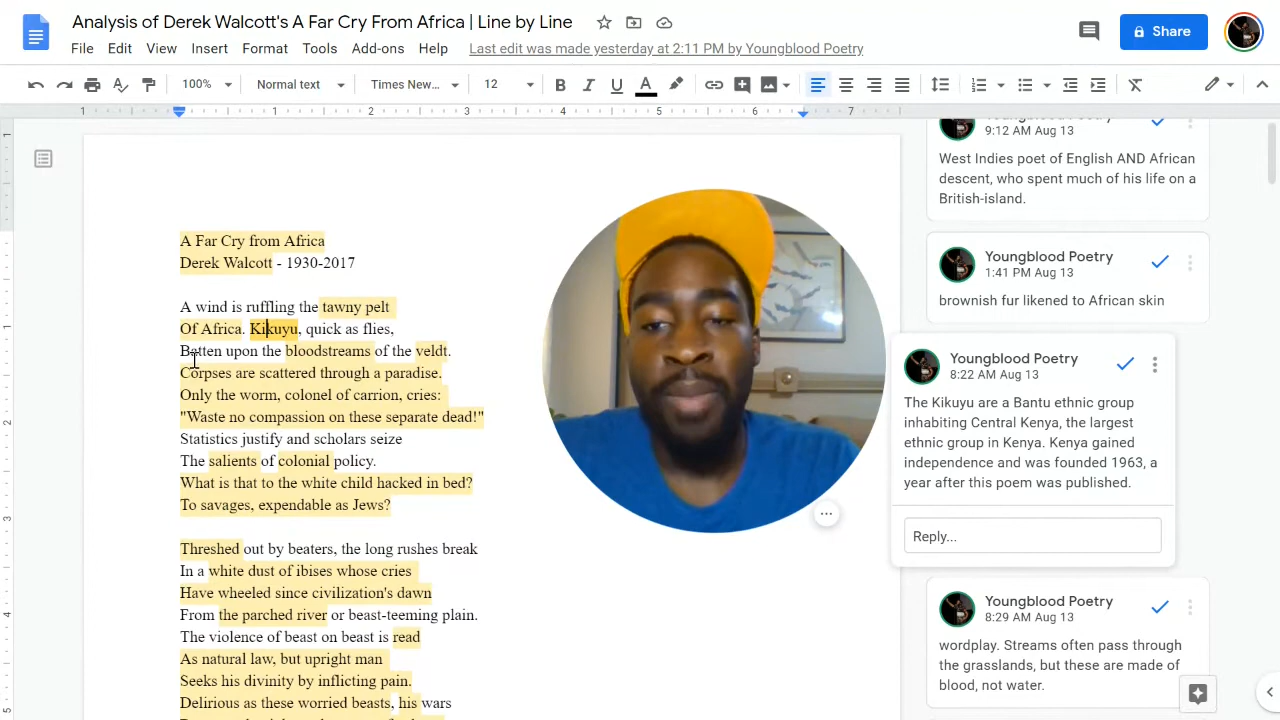 Analysis of Derek Walcott's A Far Cry From Africa | Line by Line
File Edit View Insert Format Tools Add-ons Help Last edit was made yesterday at 2:11 PM by Youngblood Poetry
Share
100% Normal text Times New... 12 B I U A
1 1 2 3 4 5 6 7
A Far Cry from Africa
Derek Walcott - 1930-2017
A wind is ruffling the tawny pelt
Of Africa. Kikuyu, quick as flies,
Batten upon the bloodstreams of the veldt.
Corpses are scattered through a paradise.
Only the worm, colonel of carrion, cries:
"Waste no compassion on these separate dead!"
Statistics justify and scholars seize
The salients of colonial policy.
What is that to the white child hacked in bed?
To savages, expendable as Jews?
Threshed out by beaters, the long rushes break
In a white dust of ibises whose cries
Have wheeled since civilization's dawn
From the parched river or beast-teeming plain.
The violence of beast on beast is read
As natural law, but upright man
Seeks his divinity by inflicting pain.
Delirious as these worried beasts, his wars
Youngblood Poetry
9:12 AM Aug 13
West Indies poet of English AND African
descent, who spent much of his life on a
British-island.
Youngblood Poetry
1:41 PM Aug 13
brownish fur likened to African skin
Youngblood Poetry
8:22 AM Aug 13
The Kikuyu are a Bantu ethnic group
inhabiting Central Kenya, the largest
ethnic group in Kenya. Kenya gained
independence and was founded 1963, a
year after this poem was published.
Reply...
Youngblood Poetry
8:29 AM Aug 13
wordplay. Streams often pass through
the grasslands, but these are made of
blood, not water.